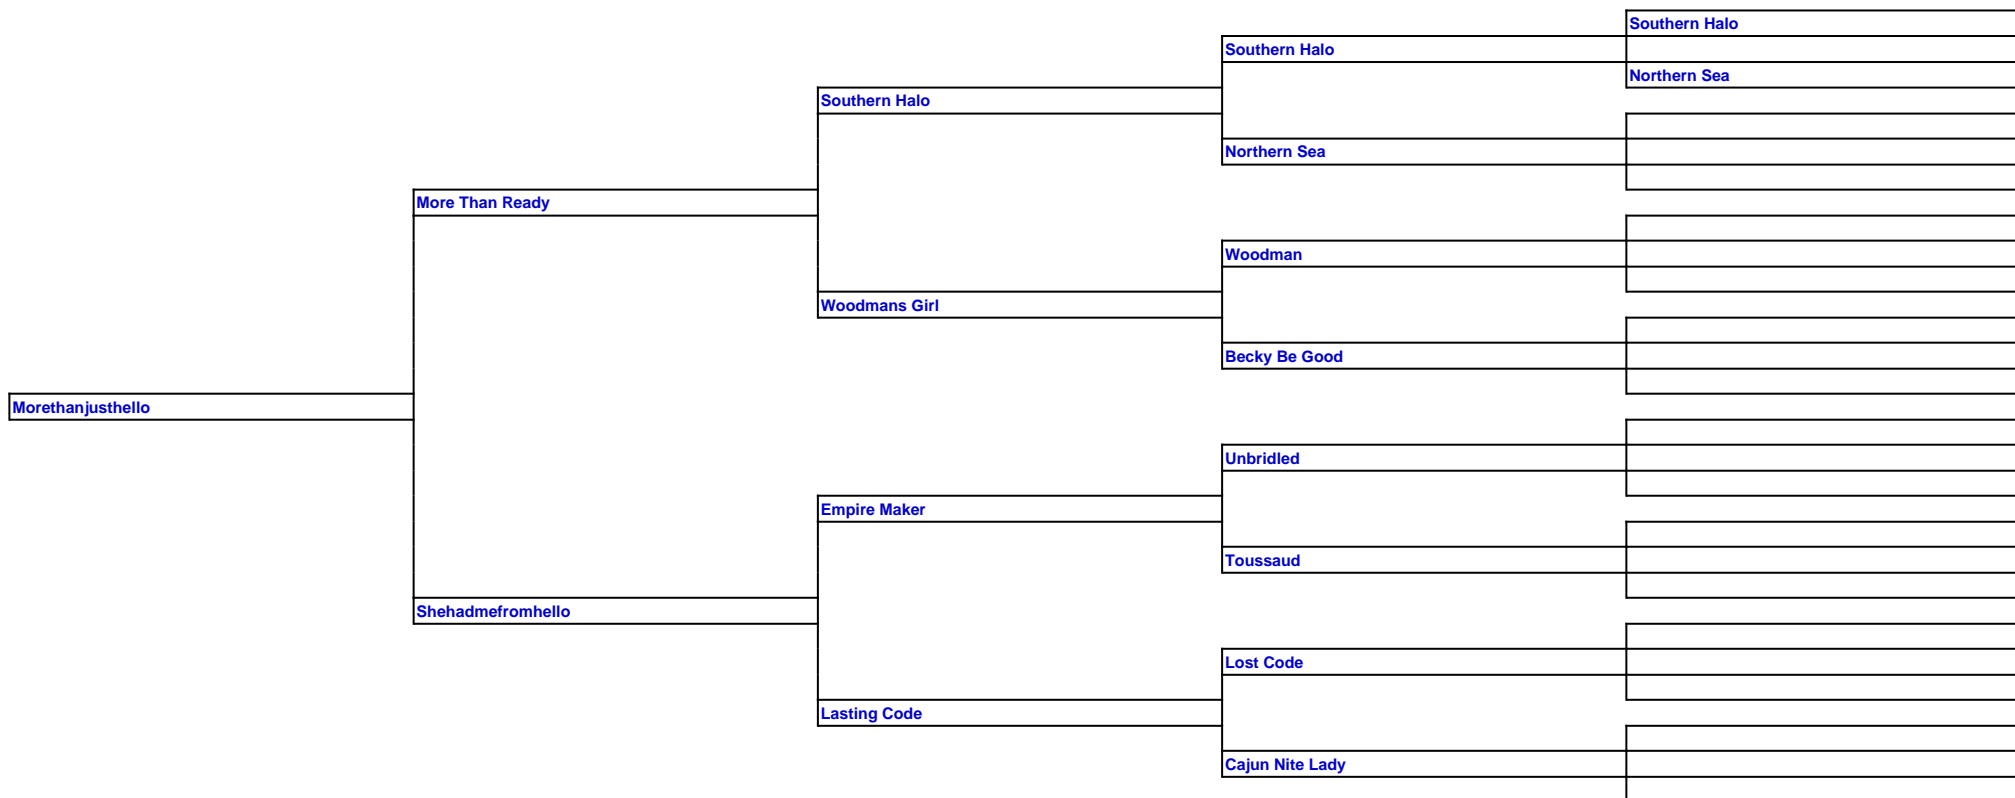 Southern Halo
Southern Halo
Northern Sea
Southern Halo
Northern Sea
More Than Ready
Woodman
Woodmans Girl
Becky Be Good
Morethanjusthello
Unbridled
Empire Maker
Toussaud
Shehadmefromhello
Lost Code
Lasting Code
Cajun Nite Lady